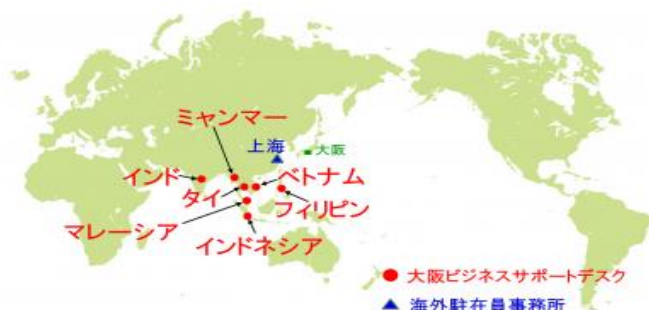 ミャンマー
上海
大阪
インド
タイ
ベトナム
フィリピン
マレーシア
インドネシア
大阪ビジネスサポートデスク
海外駐在員事務所